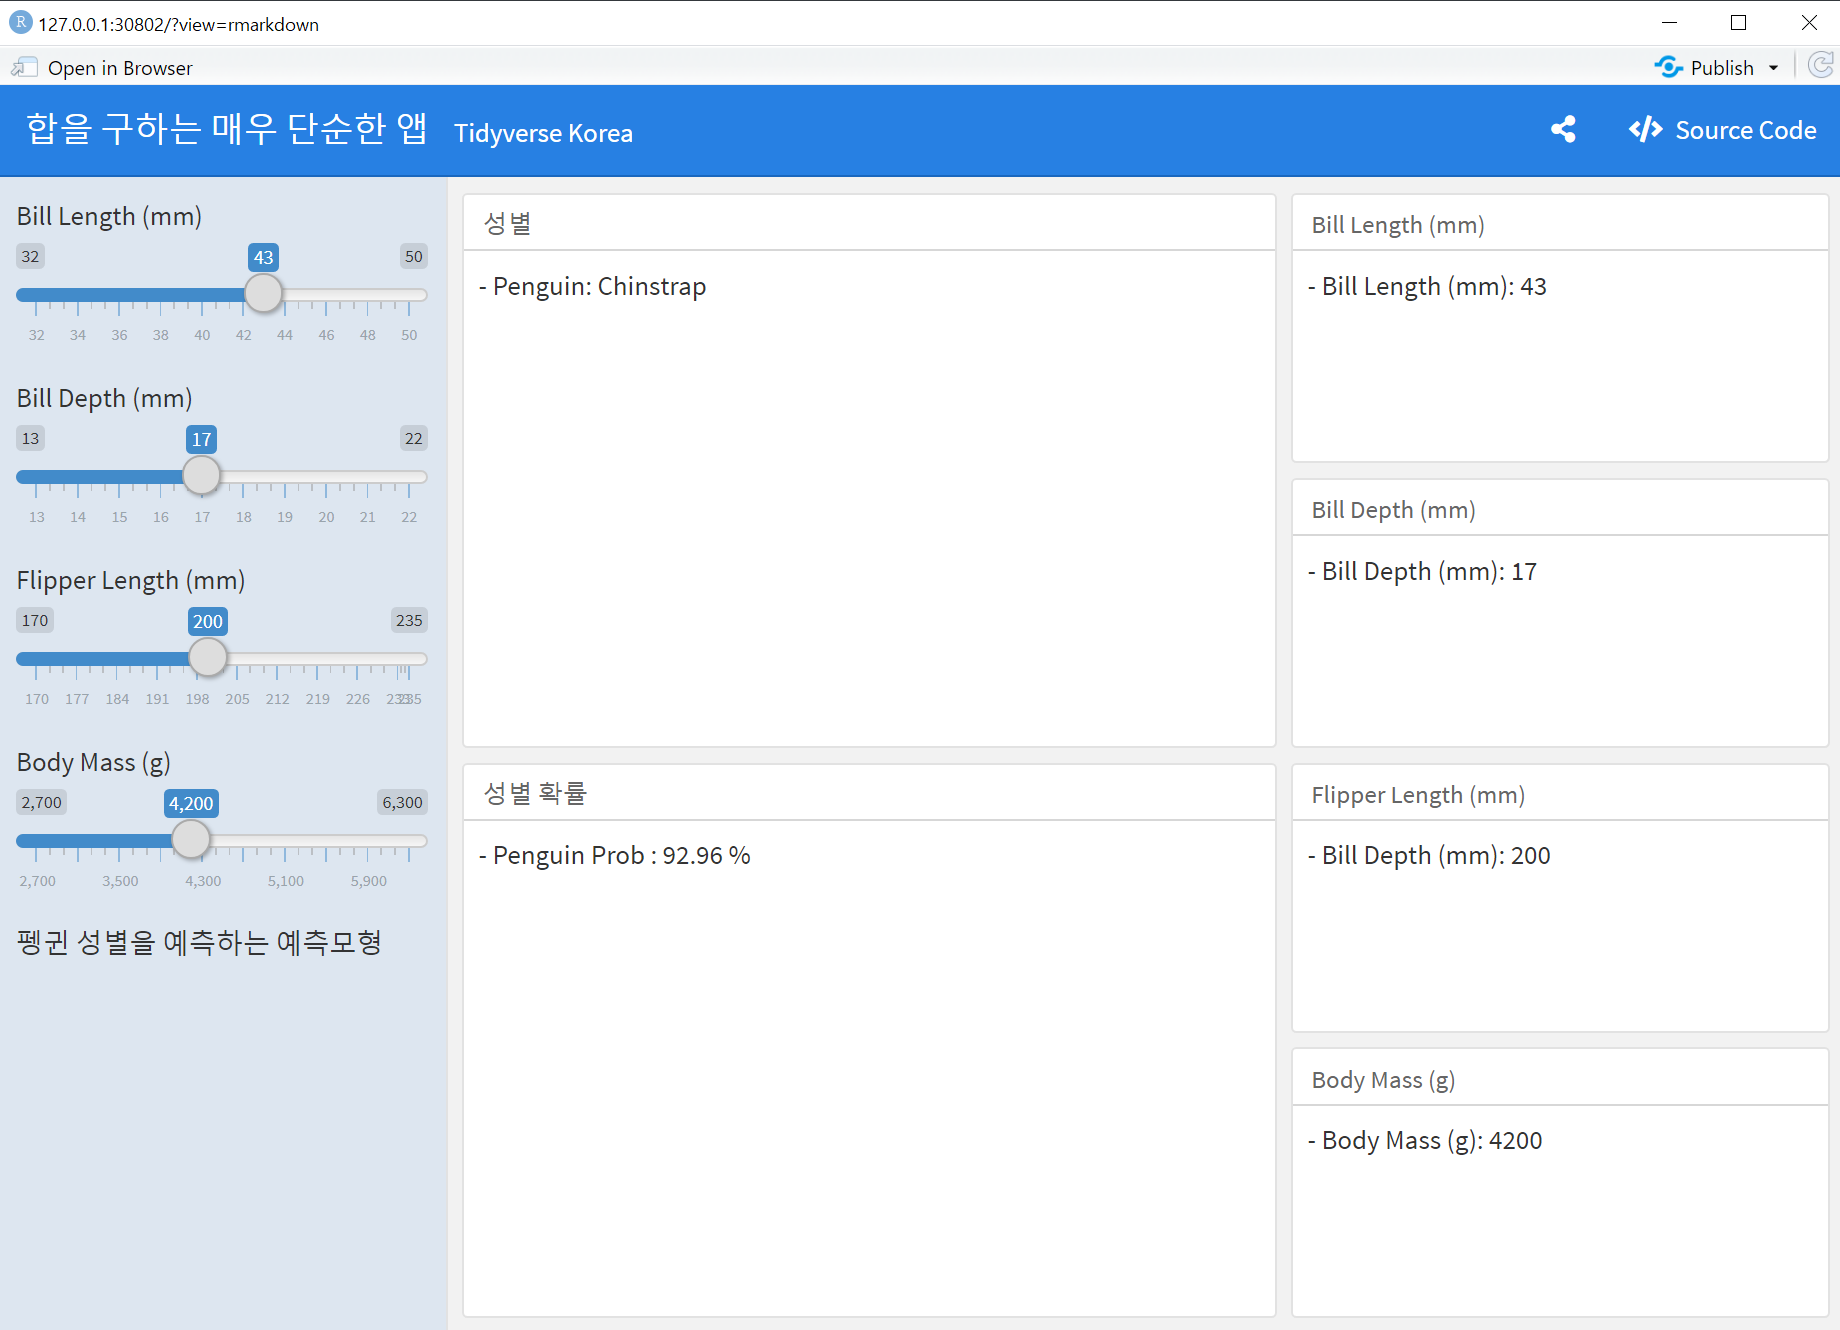 127.0.0.1:30802/?view=rmarkdown
Open in Browser
Publish
합을 구하는 매우 단순한 앱 Tidyverse Korea
Source Code
Bill Length (mm)
32 43 50
32 34 36 38 40 42 44 46 48 50
Bill Depth (mm)
13 17 22
13 14 15 16 17 18 19 20 21 22
Flipper Length (mm)
170 200 235
170 177 184 191 198 205 212 219 226 233 235
Body Mass (g)
2,700 4,200 6,300
2,700 3,500 4,300 5,100 5,900
펭귄 성별을 예측하는 예측모형
성별
- Penguin: Chinstrap
성별 확률
- Penguin Prob : 92.96 %
Bill Length (mm)
- Bill Length (mm): 43
Bill Depth (mm)
- Bill Depth (mm): 17
Flipper Length (mm)
- Bill Depth (mm): 200
Body Mass (g)
- Body Mass (g): 4200